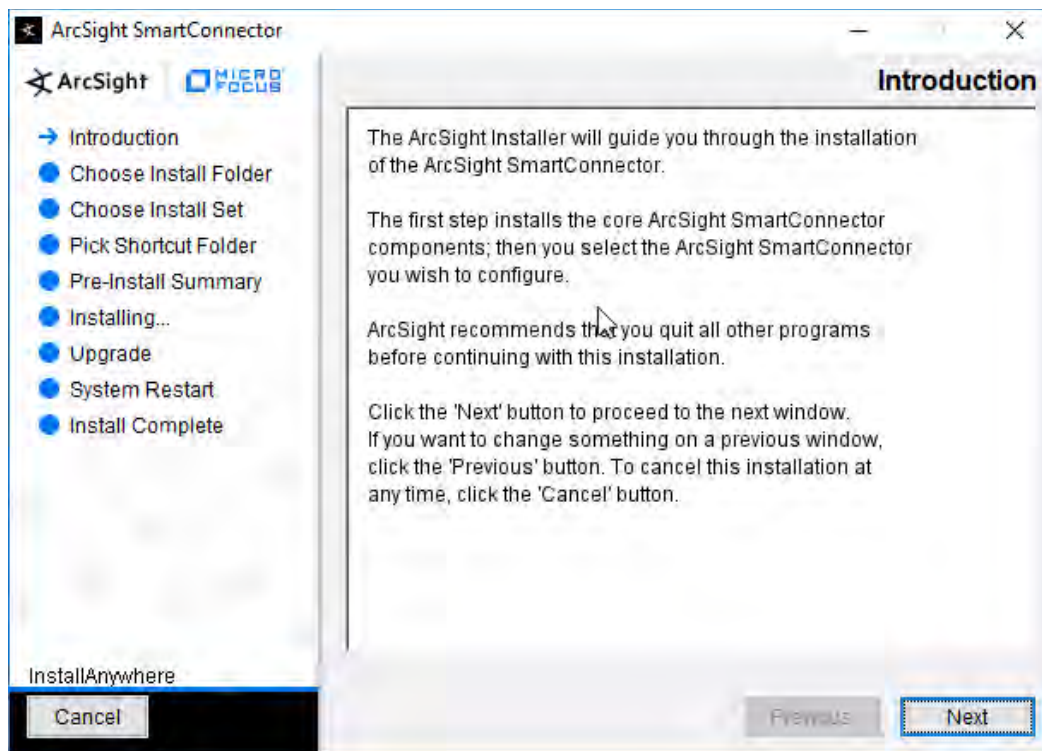 ArcSight SmartConnector
ArcSight MICRO FOCUS
Introduction
Introduction
Choose Install Folder
Choose Install Set
Pick Shortcut Folder
Pre-Install Summary
Installing...
Upgrade
System Restart
Install Complete
The ArcSight Installer will guide you through the installation
of the ArcSight SmartConnector.
The first step installs the core ArcSight SmartConnector
components; then you select the ArcSight SmartConnector
you wish to configure.
ArcSight recommends that you quit all other programs
before continuing with this installation.
Click the 'Next' button to proceed to the next window.
If you want to change something on a previous window,
click the 'Previous' button. To cancel this installation at
any time, click the 'Cancel' button.
InstallAnywhere
Cancel
Previous
Next